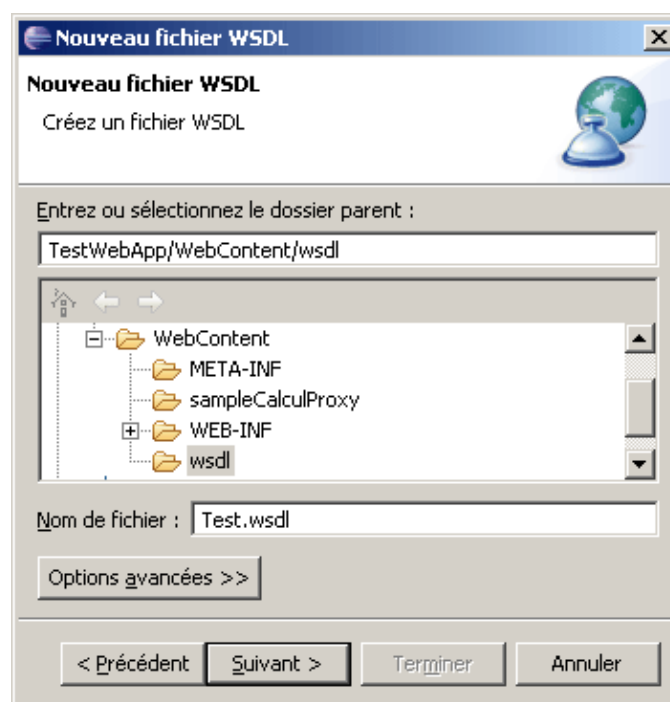 Nouveau fichier WSDL
Nouveau fichier WSDL
Créez un fichier WSDL
Entrez ou sélectionnez le dossier parent :
TestWebApp/WebContent/wsdl
WebContent
META-INF
sampleCalculProxy
WEB-INF
wsdl
Nom de fichier : Test.wsdl
Options avancées >>
< Précédent Suivant > Terminer Annuler